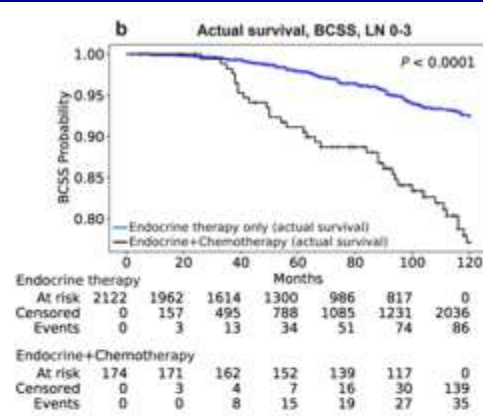 b Actual survival, BCSS, LN 0-3
P < 0.0001
BCSS Probability
1.00
0.95
0.90
0.85
0.80
Endocrine therapy only (actual survival)
Endocrine+Chemotherapy (actual survival)
0 20 40 60 80 100 120
Months
Endocrine therapy
At risk 2122 1962 1614 1300 986 817 0
Censored 0 157 495 788 1085 1231 2036
Events 0 3 13 34 51 74 86
Endocrine+Chemotherapy
At risk 174 171 162 152 139 117 0
Censored 0 3 4 7 16 30 139
Events 0 0 8 15 19 27 35